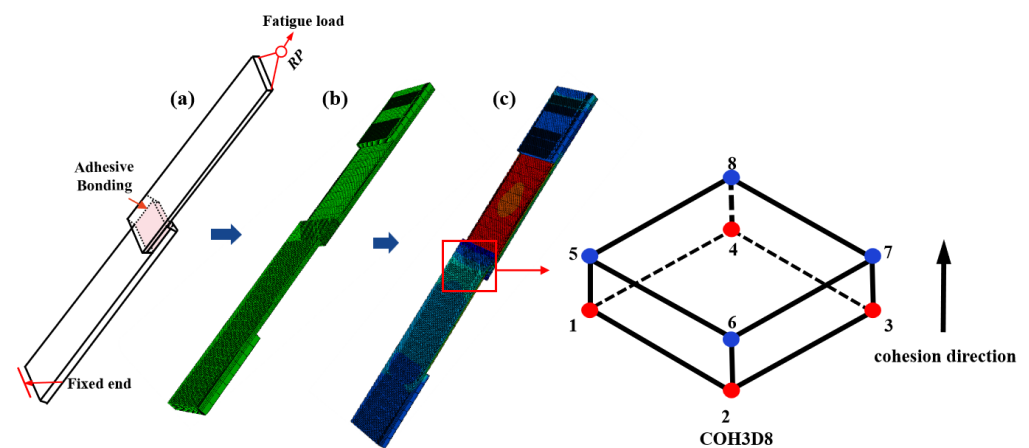 Fatigue load
RP
(a)
(b)
(c)
Adhesive
Bonding
Fixed end
8
4
5
7
1
6
3
2
cohesion direction
COH3D8